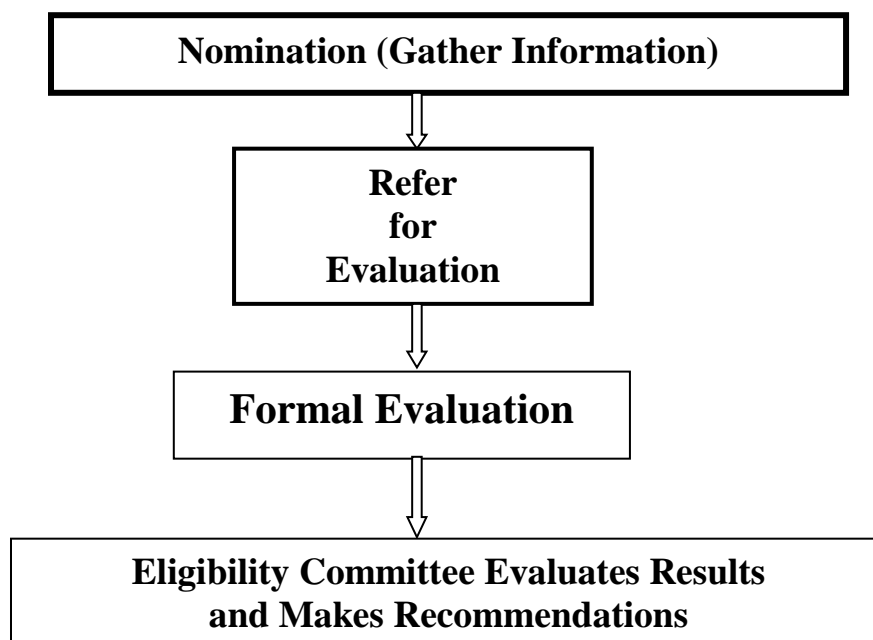 Nomination (Gather Information)
Refer
for
Evaluation
Formal Evaluation
Eligibility Committee Evaluates Results
and Makes Recommendations